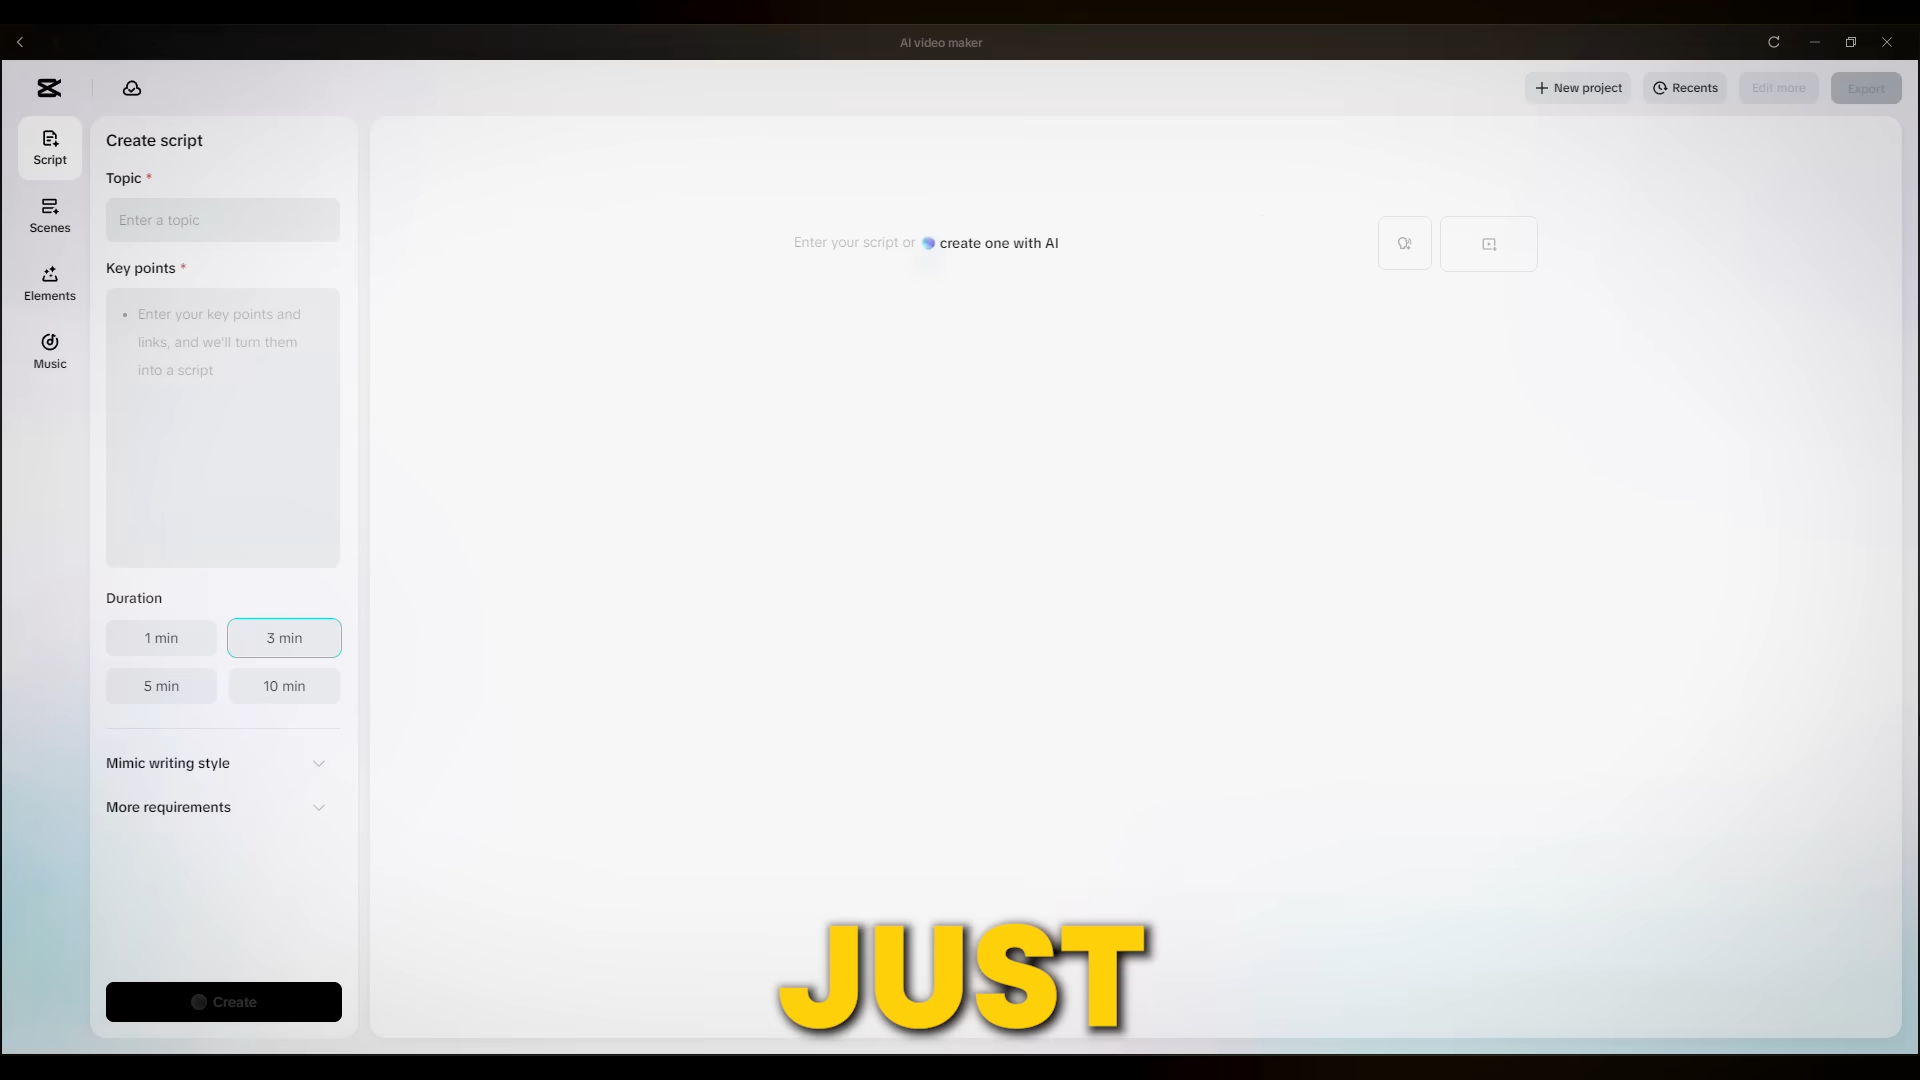 AI video maker
New project
Recents
Edit more
Export
Script
Scenes
Elements
Music
Create script
Topic *
Enter a topic
Key points *
• Enter your key points and
links, and we'll turn them
into a script
Duration
1 min
3 min
5 min
10 min
Mimic writing style
More requirements
Create
Enter your script or create one with AI
JUST